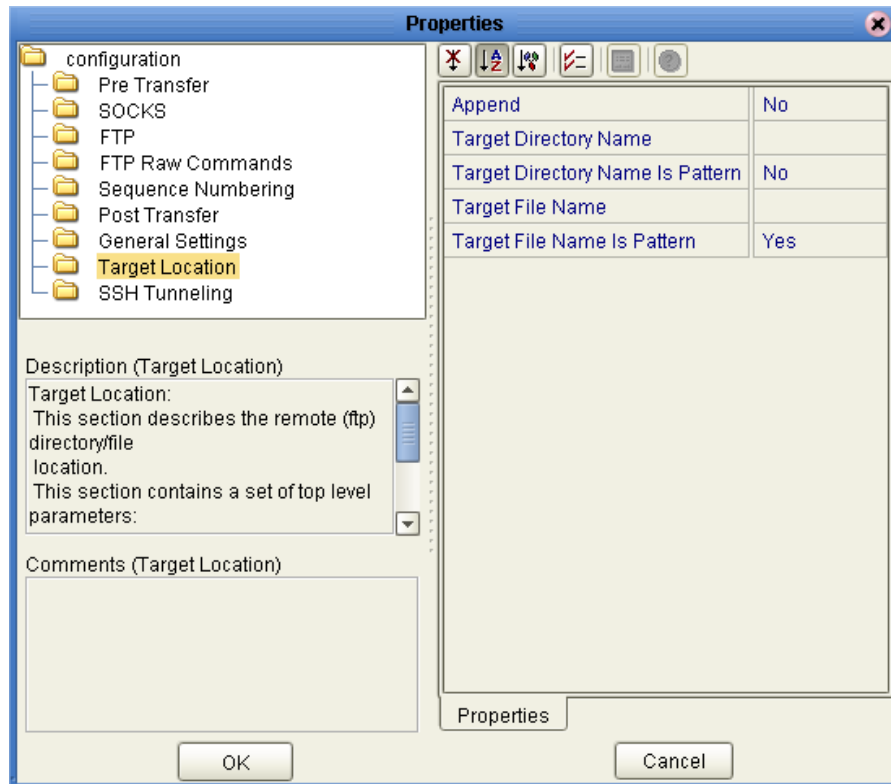 Properties
configuration
Pre Transfer
SOCKS
FTP
FTP Raw Commands
Sequence Numbering
Post Transfer
General Settings
Target Location
SSH Tunneling
Description (Target Location)
Target Location:
This section describes the remote (ftp)
directory/file
location.
This section contains a set of top level
parameters:
Comments (Target Location)
Append No
Target Directory Name
Target Directory Name Is Pattern No
Target File Name
Target File Name Is Pattern Yes
Properties
OK
Cancel